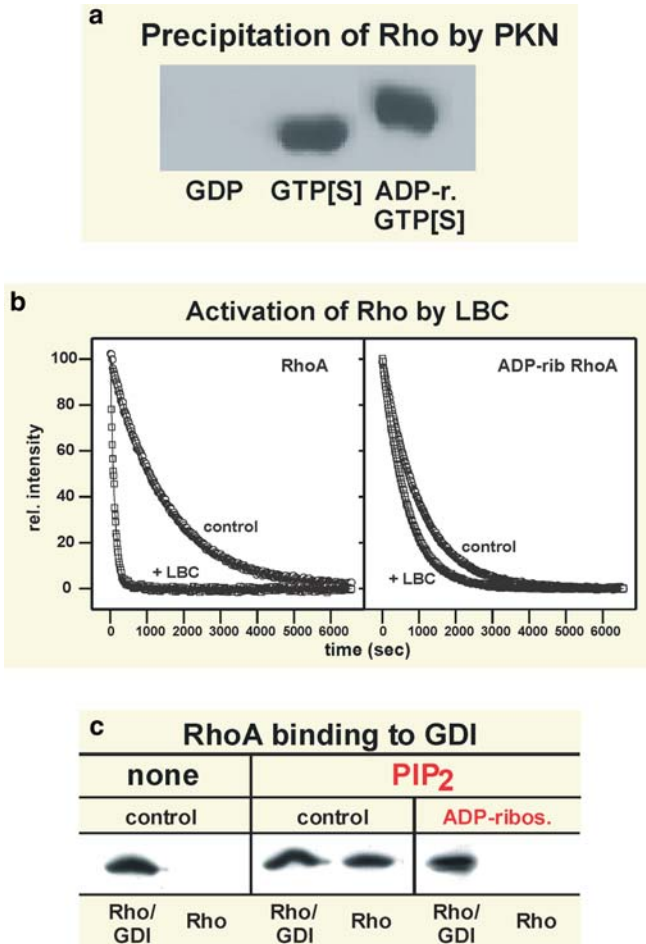 a
Precipitation of Rho by PKN
GDP GTP[S] ADP-r.
GTP[S]
b
Activation of Rho by LBC
RhoA ADP-rib RhoA
100
80
60
40
20
0
rel. intensity
control
+ LBC
control
+ LBC
0 1000 2000 3000 4000 5000 6000 0 1000 2000 3000 4000 5000 6000
time (sec)
c
RhoA binding to GDI
none PIP2
control control ADP-ribos.
Rho/ Rho Rho/ Rho Rho/ Rho
GDI GDI GDI